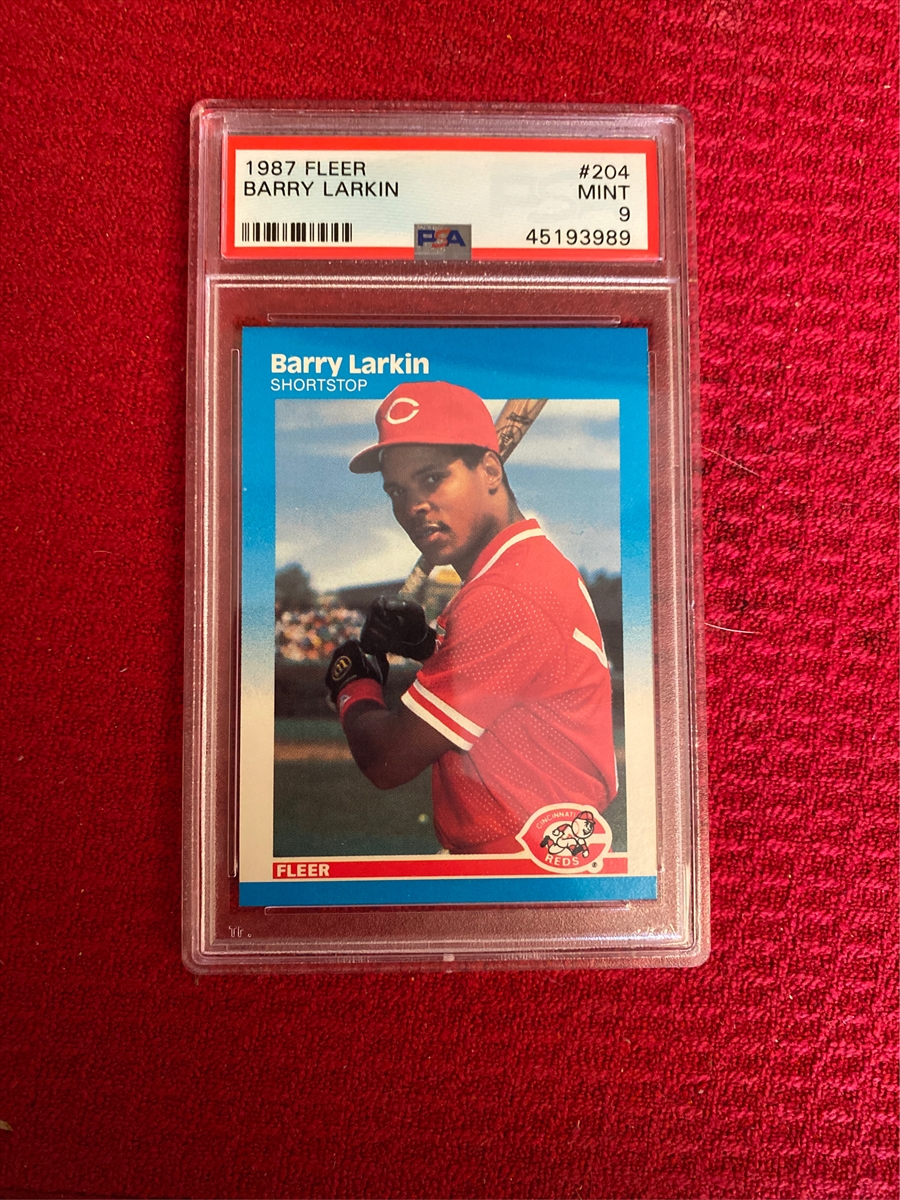 1987 FLEER
#204
BARRY LARKIN
MINT
9
45193989
PSA
Barry Larkin
SHORTSTOP
C
CINCINNATI
REDS
FLEER